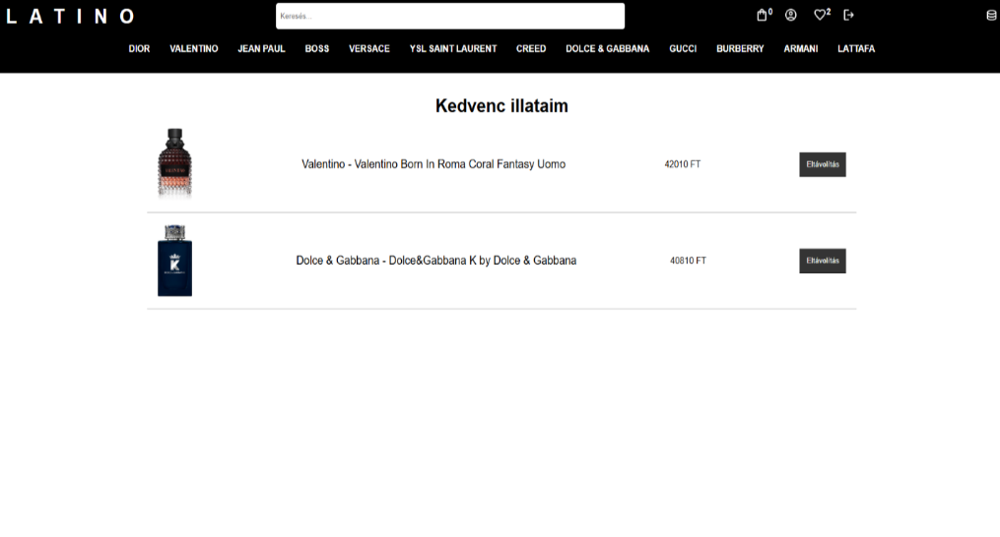 LATINO
Keresés...
0
2
DIOR VALENTINO JEAN PAUL BOSS VERSACE YSL SAINT LAURENT CREED DOLCE & GABBANA GUCCI BURBERRY ARMANI LATTAFA
Kedvenc illataim
VALENTINO
Valentino - Valentino Born In Roma Coral Fantasy Uomo 42010 FT Eltávolítás
K
Dolce & Gabbana - Dolce&Gabbana K by Dolce & Gabbana 40810 FT Eltávolítás